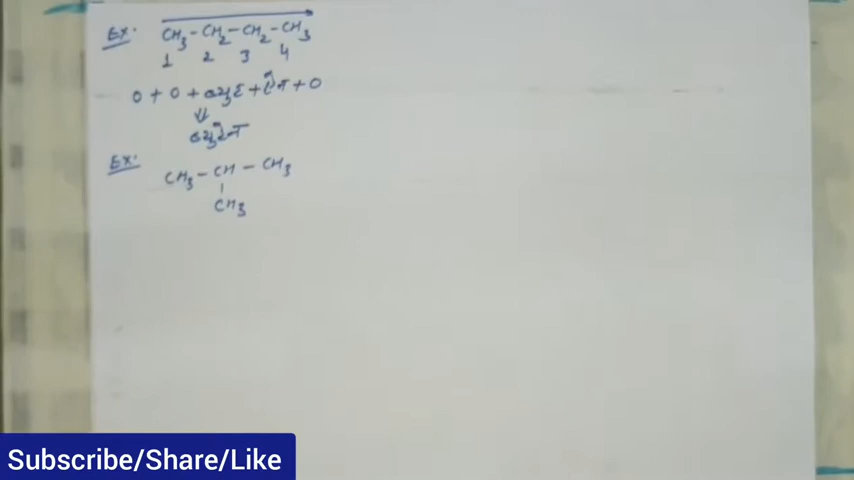 Ex:
CH3-CH2-CH2-CH3
1 2 3 4
0 + 0 + ब्यूट + एन + 0
⇓
ब्यूटेन
Ex:
CH3 - CH - CH3
|
CH3
Subscribe/Share/Like